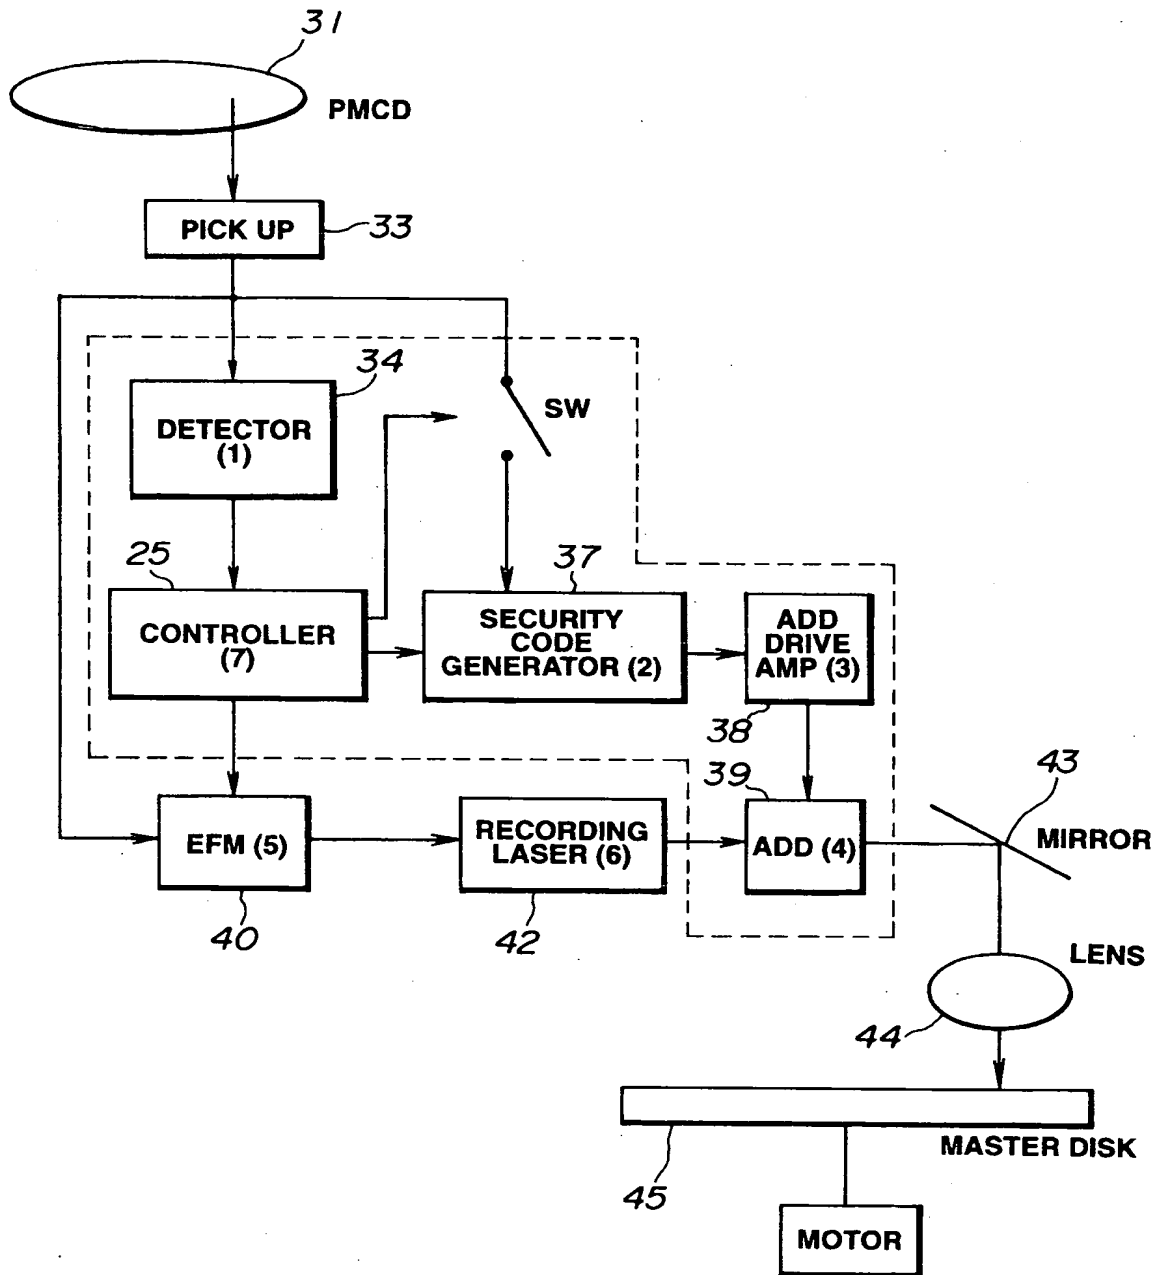 31
PMCD
PICK UP
33
34
DETECTOR
(1)
SW
25
37
CONTROLLER
(7)
SECURITY
CODE
GENERATOR (2)
ADD
DRIVE
AMP (3)
38
39
43
EFM (5)
RECORDING
LASER (6)
ADD (4)
MIRROR
40
42
LENS
44
MASTER DISK
45
MOTOR